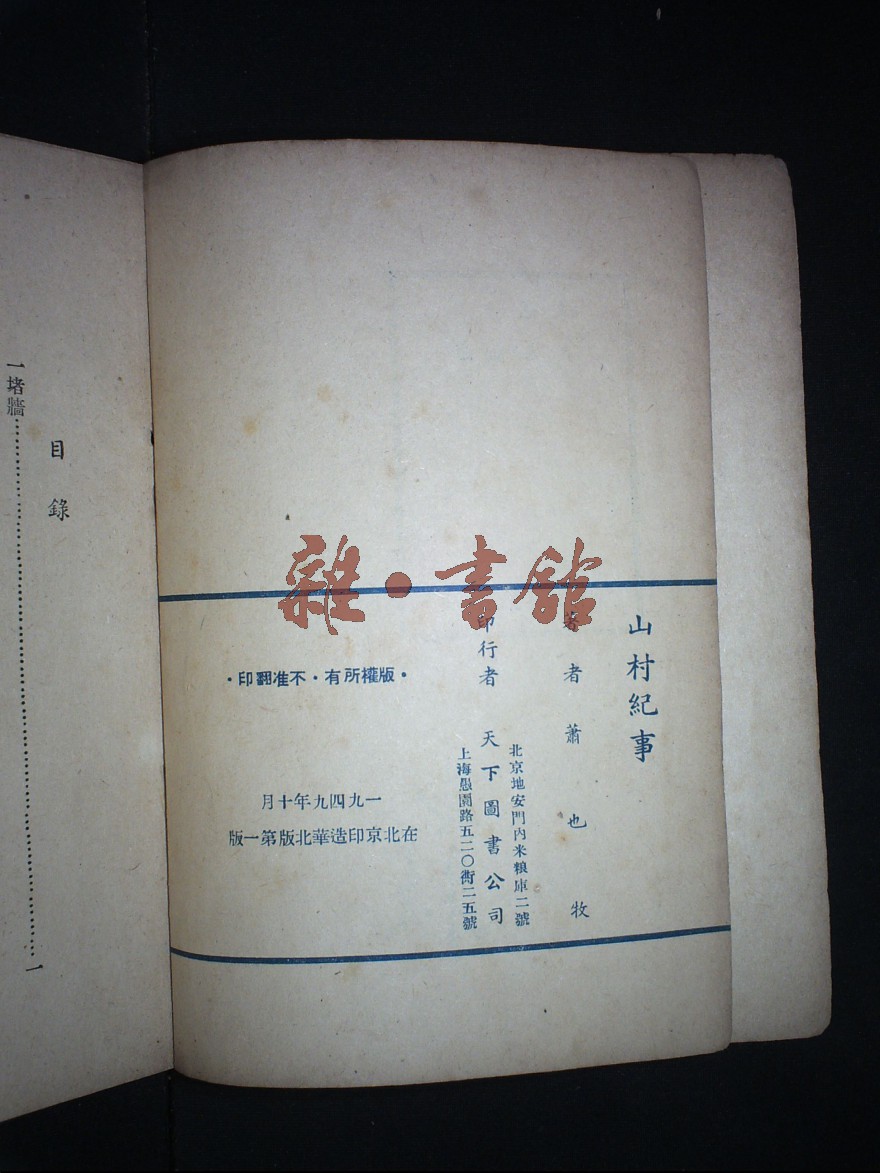 山村紀事
著者 蕭也牧
印行者 天下圖書公司
北京地安門內米粮庫二號
上海愚園路五二〇衖二五號
·版權所有·不准翻印·
一九四九年十月
在北京印造華北版第一版
目錄
一堵牆……一
雜·書館